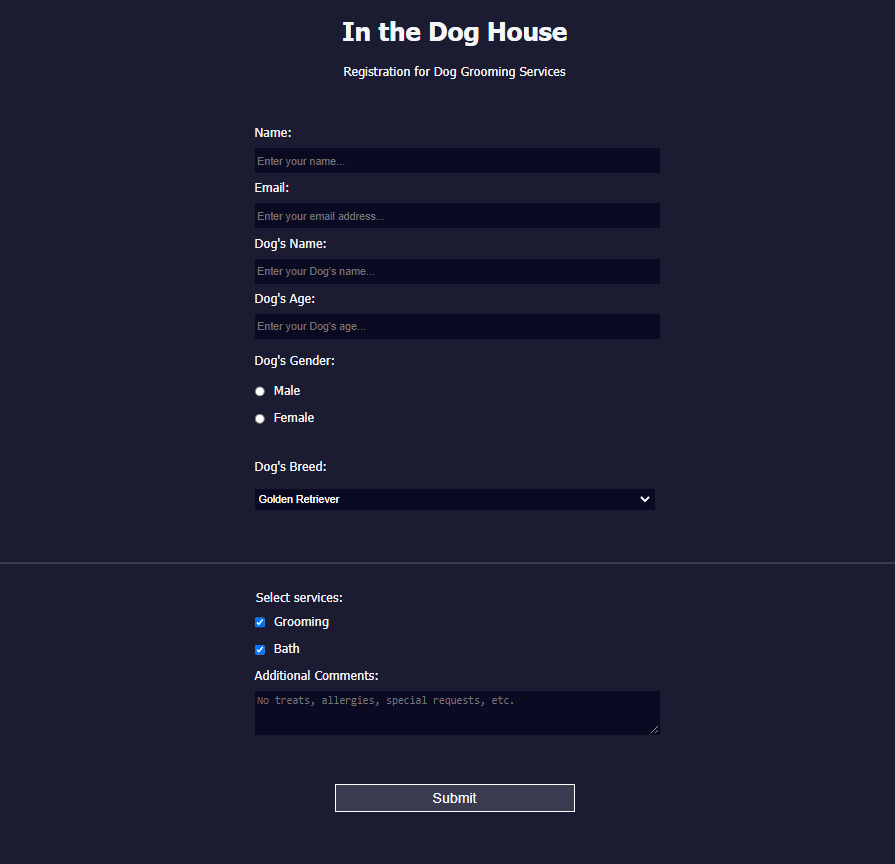 In the Dog House
Registration for Dog Grooming Services
Name:
Enter your name...
Email:
Enter your email address...
Dog's Name:
Enter your Dog's name...
Dog's Age:
Enter your Dog's age...
Dog's Gender:
Male
Female
Dog's Breed:
Golden Retriever
Select services:
Grooming
Bath
Additional Comments:
No treats, allergies, special requests, etc.
Submit